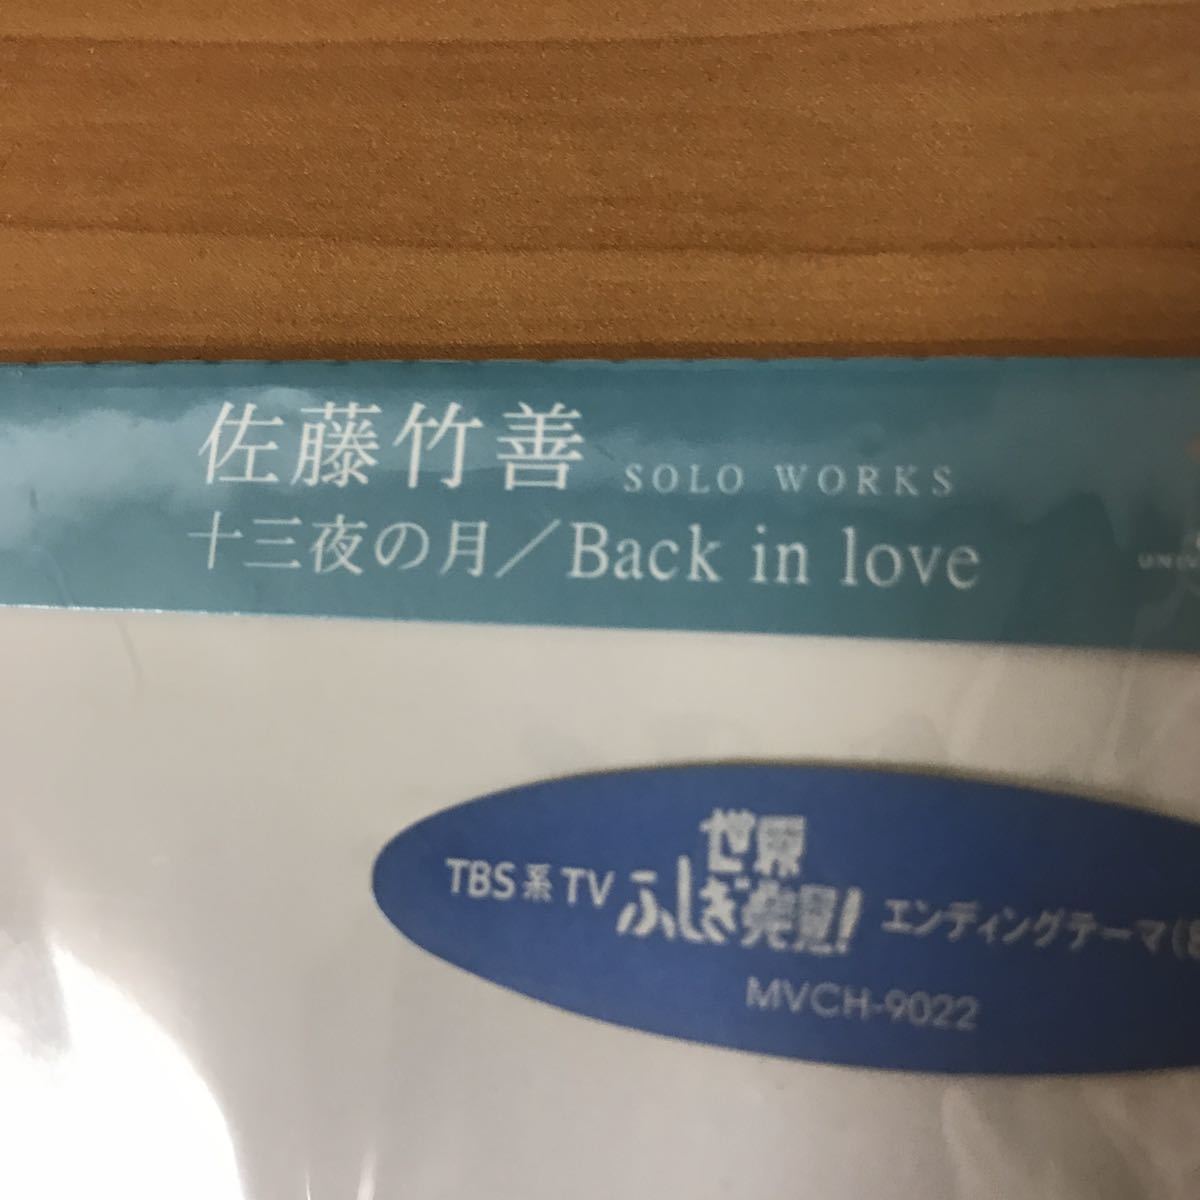 佐藤竹善 SOLO WORKS
十三夜の月／Back in love
TBS系TV 世界ふしぎ発見! エンディングテーマ(
MVCH-9022